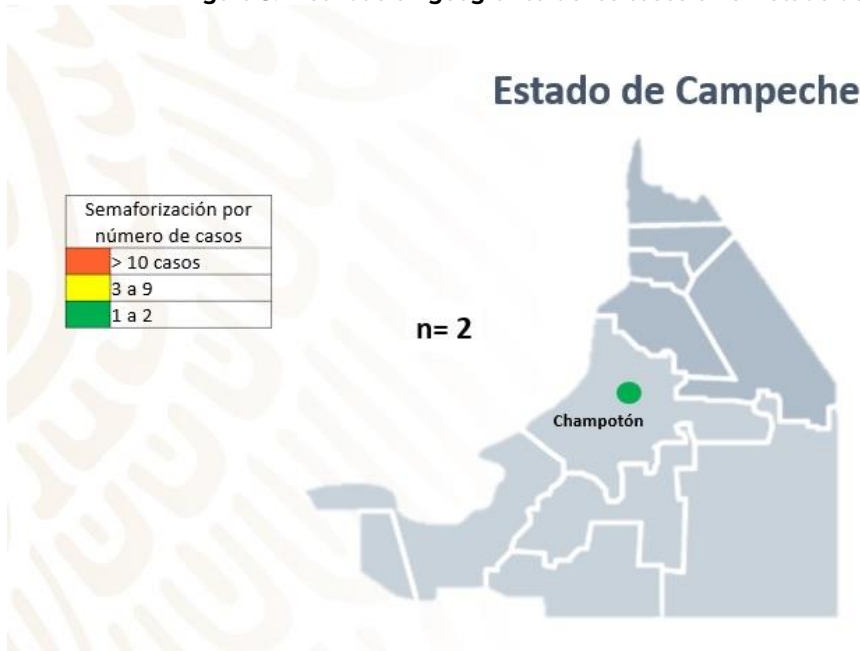 Estado de Campeche
Semaforización por
número de casos
> 10 casos
3 a 9
1 a 2
n= 2
Champotón